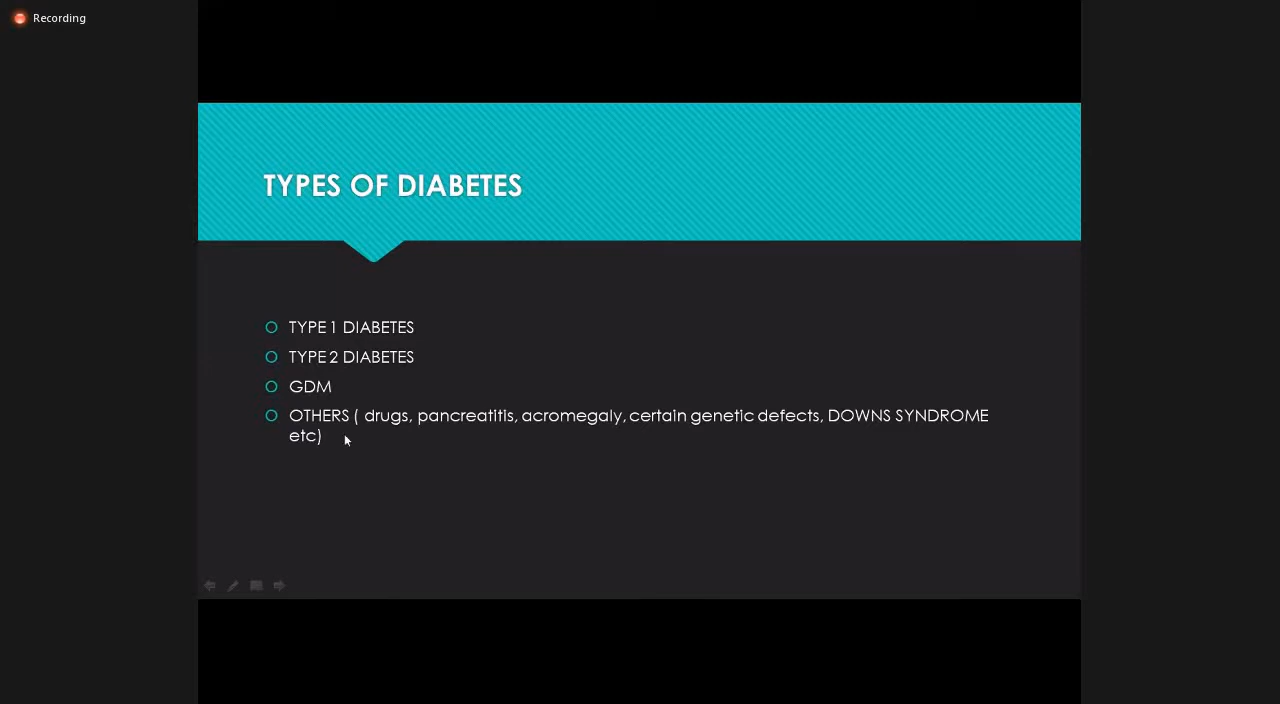 Recording
TYPES OF DIABETES
TYPE 1 DIABETES
TYPE 2 DIABETES
GDM
OTHERS ( drugs, pancreatitis, acromegaly, certain genetic defects, DOWNS SYNDROME
etc)